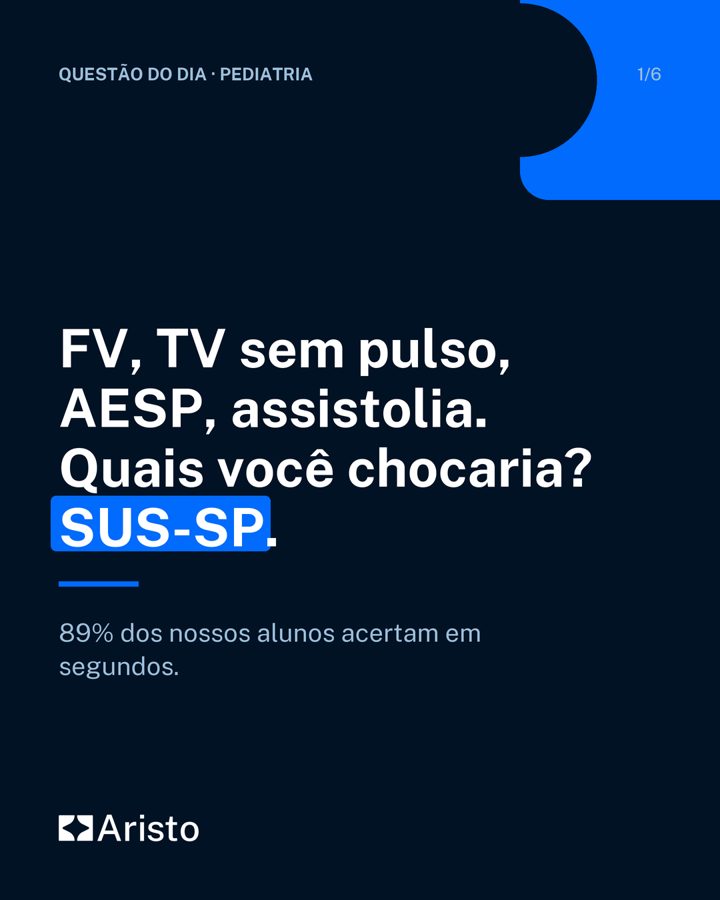 QUESTÃO DO DIA · PEDIATRIA
1/6
FV, TV sem pulso,
AESP, assistolia.
Quais você chocaria?
SUS-SP.
89% dos nossos alunos acertam em
segundos.
Aristo